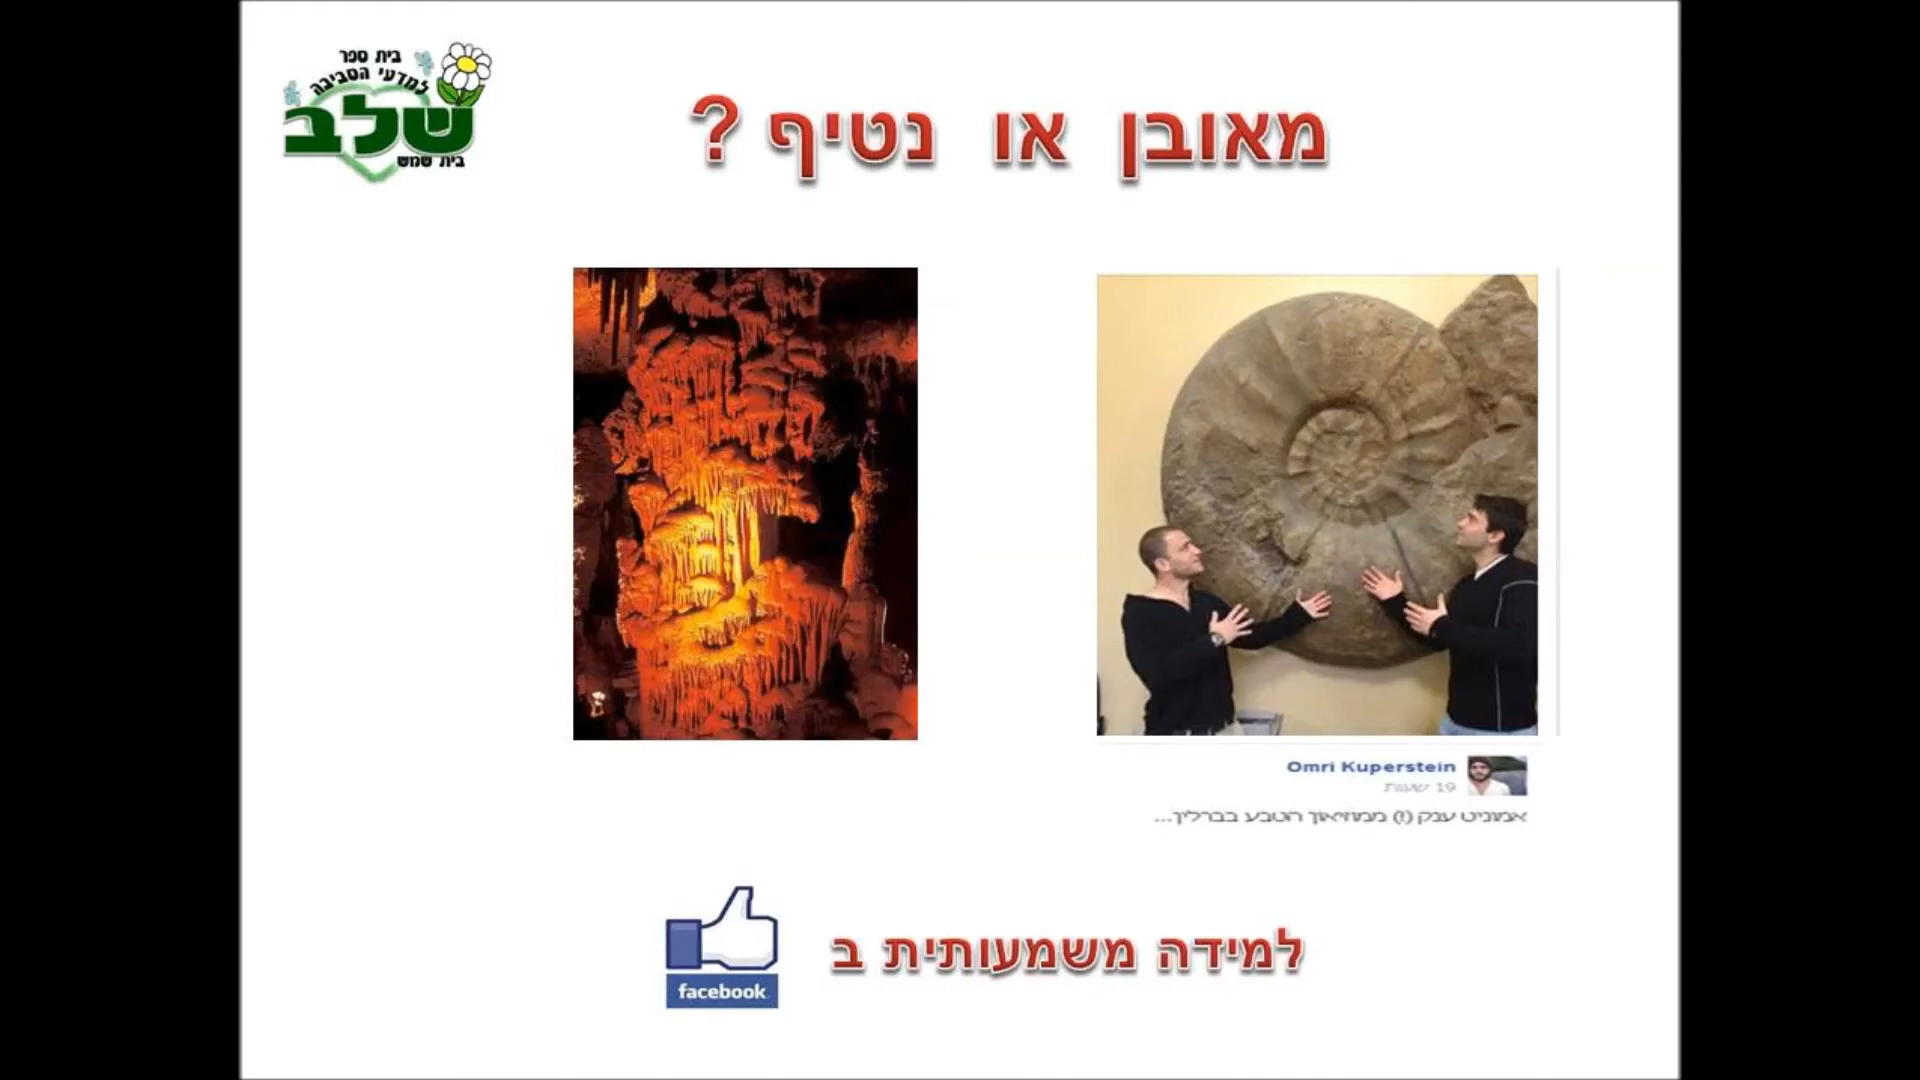 בית ספר
למדעי הסביבה
שלב
בית שמש
מאובן או נטיף ?
Omri Kuperstein
19 שעות
אמוניט ענק (!) ממוזיאון הטבע בברלין...
למידה משמעותית ב
facebook